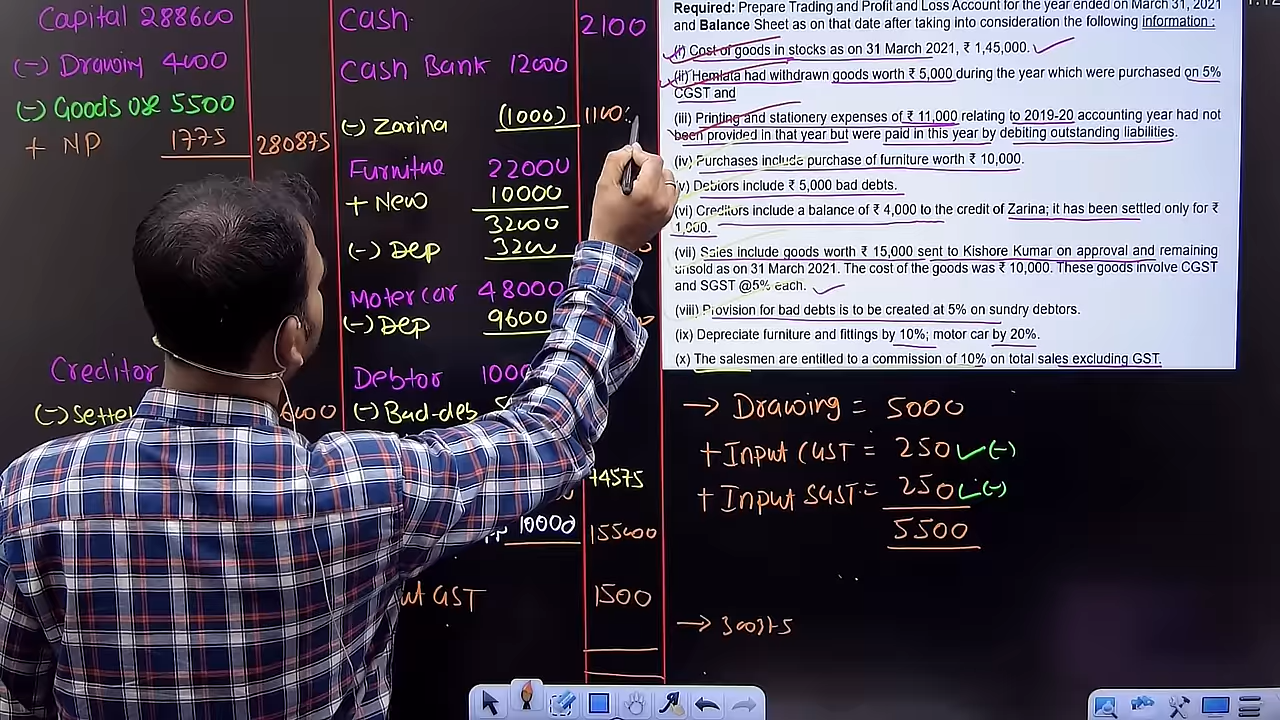 Capital 288600
(-) Drawing 4000
(-) Goods 5500
+ NP 1775 280875
Creditor
(-) Settel
Cash 2100
Cash Bank 12000
(-) Zarina (1000)
Furnitue 22000
+ New 10000
32000
(-) Dep 3200
Motercar 48000
(-) Dep 9600
Debtor
(-) Bad-deb
74575
10000 155000
GST 1500
Required: Prepare Trading and Profit and Loss Account for the year ended on March 31, 2021
and Balance Sheet as on that date after taking into consideration the following information :
(i) Cost of goods in stocks as on 31 March 2021, ₹ 1,45,000.
(ii) Hemlata had withdrawn goods worth ₹ 5,000 during the year which were purchased on 5%
CGST and
(iii) Printing and stationery expenses of ₹ 11,000 relating to 2019-20 accounting year had not
been provided in that year but were paid in this year by debiting outstanding liabilities.
(iv) Purchases include purchase of furniture worth ₹ 10,000.
(v) Debtors include ₹ 5,000 bad debts.
(vi) Creditors include a balance of ₹ 4,000 to the credit of Zarina; it has been settled only for ₹
1,000.
(vii) Sales include goods worth ₹ 15,000 sent to Kishore Kumar on approval and remaining
unsold as on 31 March 2021. The cost of the goods was ₹ 10,000. These goods involve CGST
and SGST @5% each.
(viii) Provision for bad debts is to be created at 5% on sundry debtors.
(ix) Depreciate furniture and fittings by 10%; motor car by 20%.
(x) The salesmen are entitled to a commission of 10% on total sales excluding GST.
→ Drawing = 5000
+ Input CGST = 250 ✓(-)
+ Input SGST = 250 ✓(-)
5500